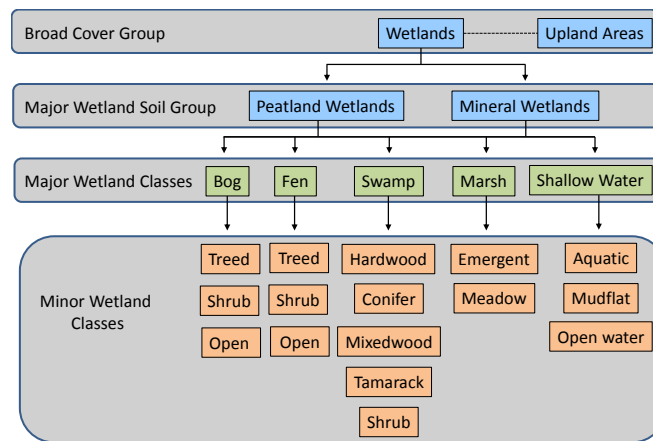 Broad Cover Group
Wetlands
Upland Areas
Major Wetland Soil Group
Peatland Wetlands
Mineral Wetlands
Major Wetland Classes
Bog
Fen
Swamp
Marsh
Shallow Water
Minor Wetland
Classes
Treed
Shrub
Open
Treed
Shrub
Open
Hardwood
Conifer
Mixedwood
Tamarack
Shrub
Emergent
Meadow
Aquatic
Mudflat
Open water